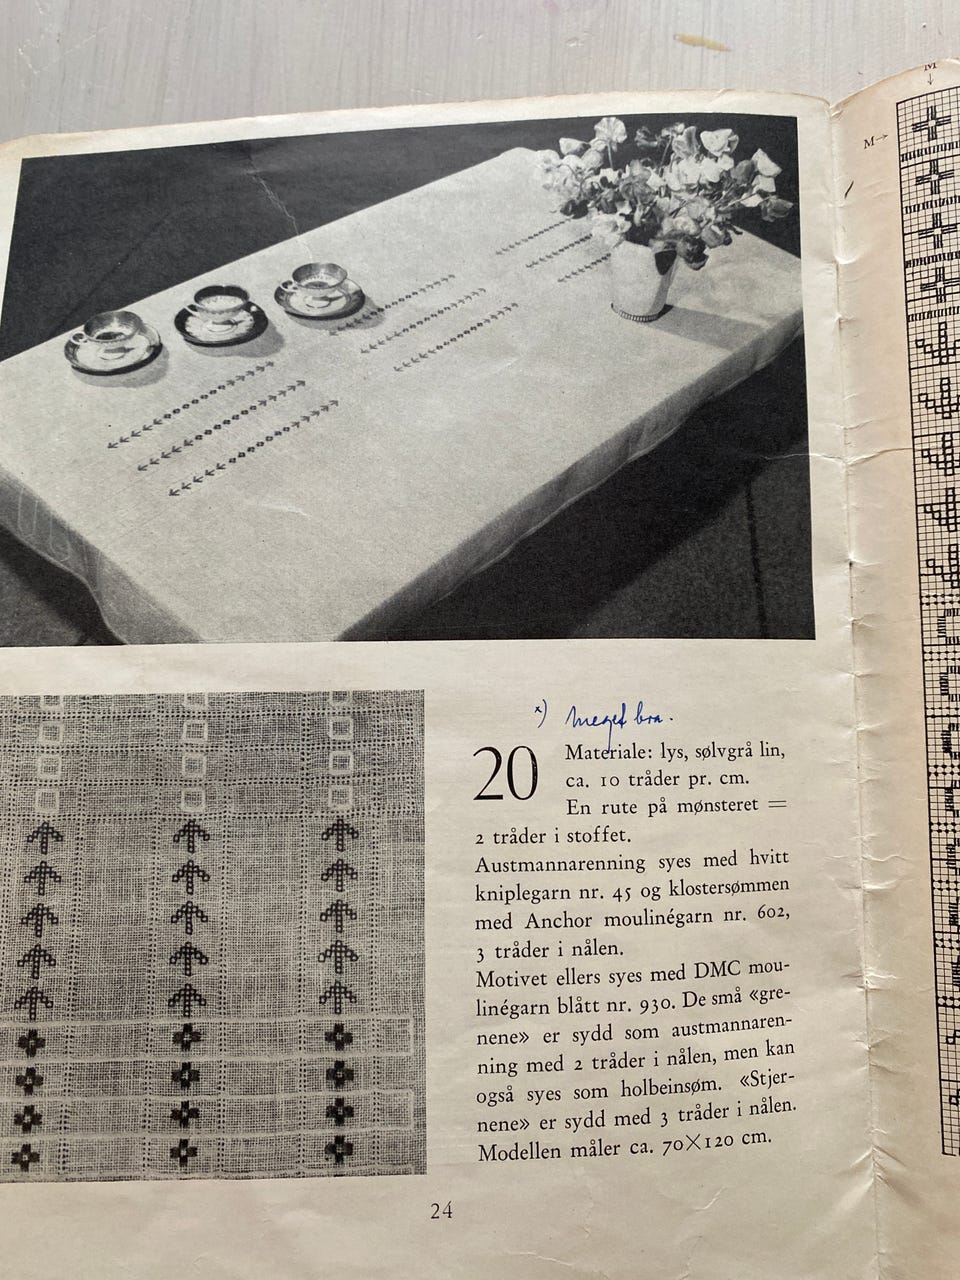 M
M→
x) meget bra.
20 Materiale: lys, sølvgrå lin,
ca. 10 tråder pr. cm.
En rute på mønsteret =
2 tråder i stoffet.
Austmannarenning syes med hvitt
kniplegarn nr. 45 og klostersømmen
med Anchor moulinégarn nr. 602,
3 tråder i nålen.
Motivet ellers syes med DMC mou-
linégarn blått nr. 930. De små «gre-
nene» er sydd som austmannaren-
ning med 2 tråder i nålen, men kan
også syes som holbeinsøm. «Stjer-
nene» er sydd med 3 tråder i nålen.
Modellen måler ca. 70×120 cm.
24